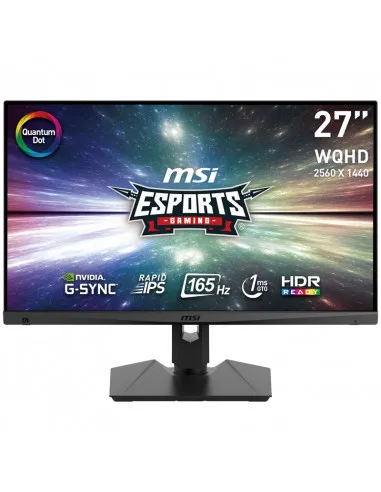 Quantum
Dot
27”
WQHD
2560 X 1440
msi
ESPORTS
GAMING
NVIDIA
G-SYNC
RAPID
IPS
165Hz
1ms
GTG
HDR
READY
msi